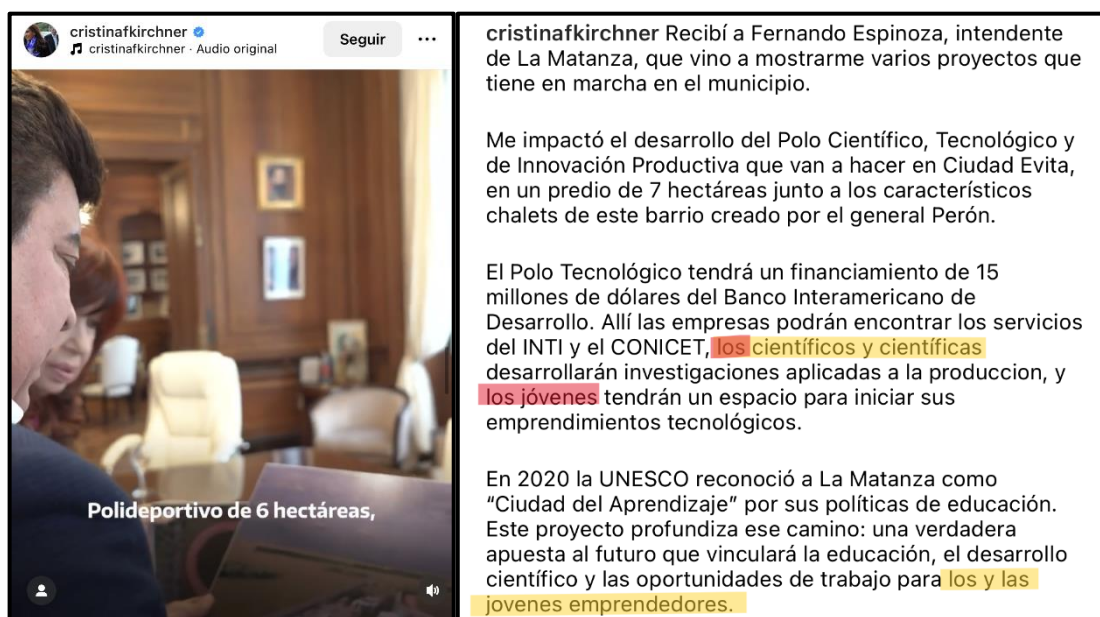 cristinafkirchner
cristinafkirchner · Audio original
Seguir
Polideportivo de 6 hectáreas,
cristinafkirchner Recibí a Fernando Espinoza, intendente
de La Matanza, que vino a mostrarme varios proyectos que
tiene en marcha en el municipio.
Me impactó el desarrollo del Polo Científico, Tecnológico y
de Innovación Productiva que van a hacer en Ciudad Evita,
en un predio de 7 hectáreas junto a los característicos
chalets de este barrio creado por el general Perón.
El Polo Tecnológico tendrá un financiamiento de 15
millones de dólares del Banco Interamericano de
Desarrollo. Allí las empresas podrán encontrar los servicios
del INTI y el CONICET, los científicos y científicas
desarrollarán investigaciones aplicadas a la produccion, y
los jóvenes tendrán un espacio para iniciar sus
emprendimientos tecnológicos.
En 2020 la UNESCO reconoció a La Matanza como
“Ciudad del Aprendizaje” por sus políticas de educación.
Este proyecto profundiza ese camino: una verdadera
apuesta al futuro que vinculará la educación, el desarrollo
científico y las oportunidades de trabajo para los y las
jovenes emprendedores.